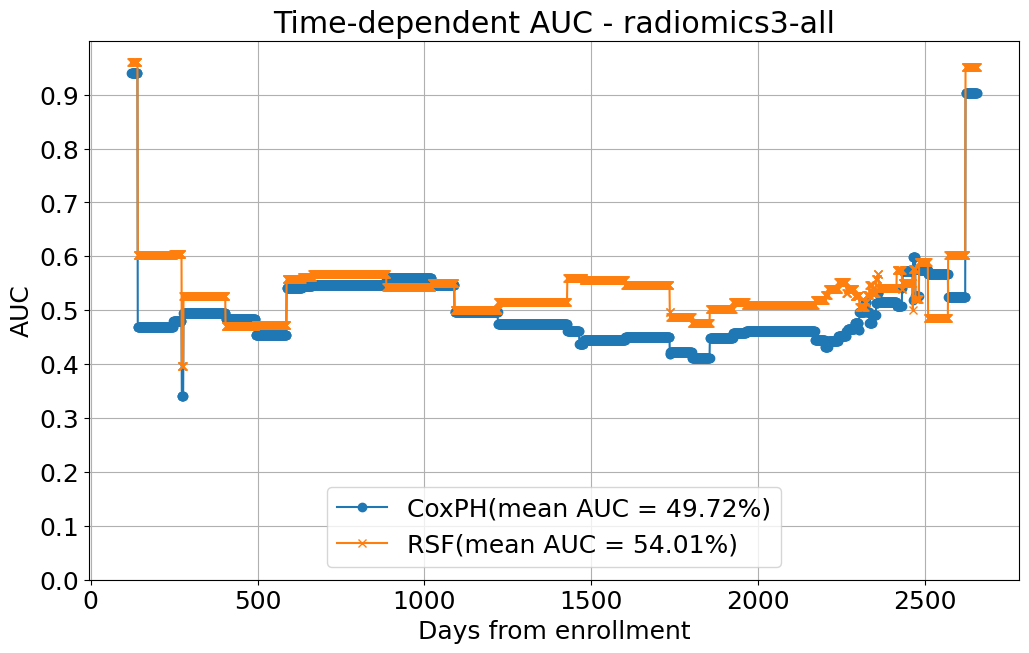 Time-dependent AUC - radiomics3-all
AUC
0.9
0.8
0.7
0.6
0.5
0.4
0.3
0.2
0.1
0.0
CoxPH(mean AUC = 49.72%)
RSF(mean AUC = 54.01%)
0 500 1000 1500 2000 2500
Days from enrollment